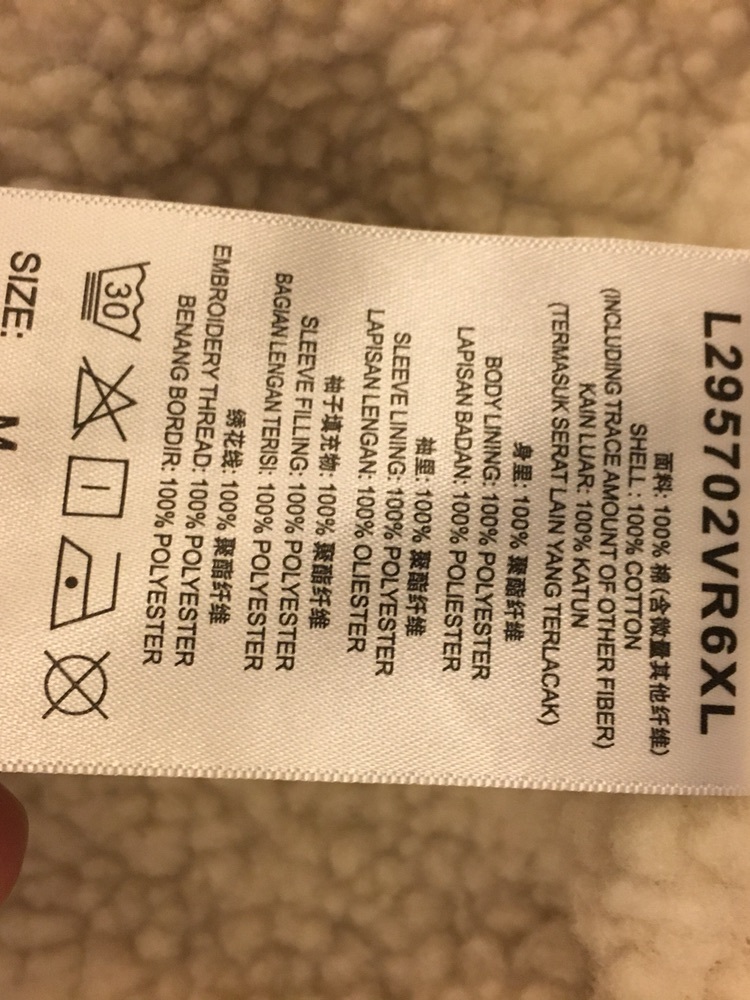 L295702VR6XL
面料: 100% 棉 (含微量其他纤维)
SHELL : 100% COTTON
(INCLUDING TRACE AMOUNT OF OTHER FIBER)
KAIN LUAR: 100% KATUN
(TERMASUK SERAT LAIN YANG TERLACAK)
身里: 100% 聚酯纤维
BODY LINING: 100% POLYESTER
LAPISAN BADAN: 100% POLIESTER
袖里: 100% 聚酯纤维
SLEEVE LINING: 100% POLYESTER
LAPISAN LENGAN: 100% OLIESTER
袖子填充物: 100% 聚酯纤维
SLEEVE FILLING: 100% POLYESTER
BAGIAN LENGAN TERISI: 100% POLYESTER
绣花线: 100% 聚酯纤维
EMBROIDERY THREAD: 100% POLYESTER
BENANG BORDIR: 100% POLYESTER
30
SIZE: M